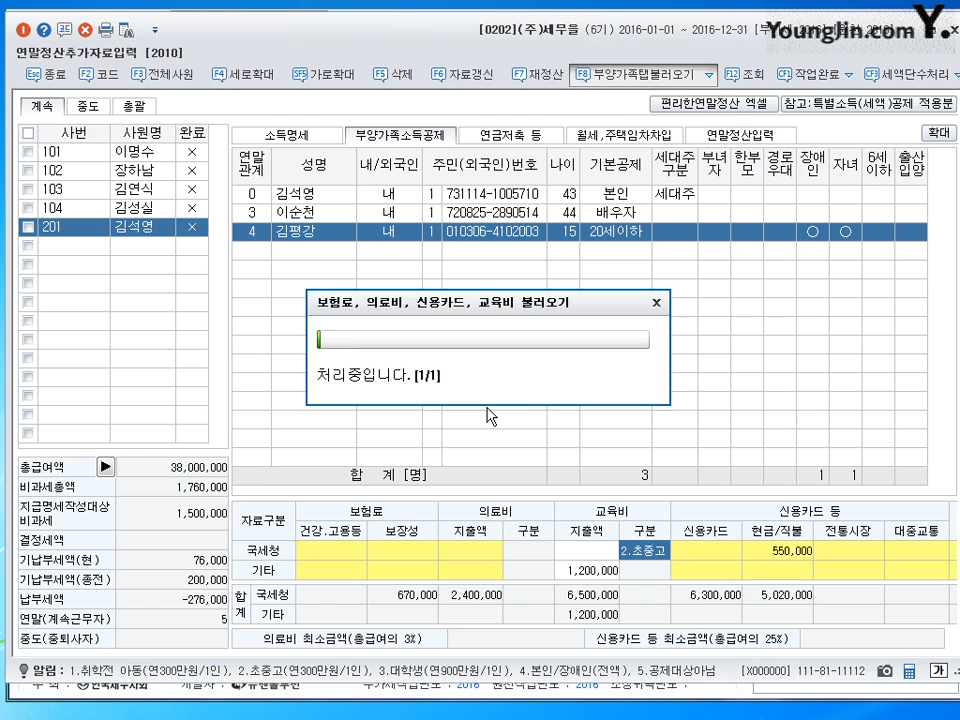 [0202](주)세무을 (6기) 2016-01-01 ~ 2016-12-31
Younglin.com Y.
연말정산추가자료입력 [2010]
Esc 종료 F2 코드 F3 전체사원 F4 세로확대 SF5 가로확대 F5 삭제 F6 자료갱신 F7 재정산 F8 부양가족탭불러오기 F12 조회 CF1 작업완료 CF3 세액단수처리
계속 중도 총괄 편리한연말정산 엑셀 참고:특별소득(세액)공제 적용분
사번 사원명 완료
101 이명수 ×
102 장하남 ×
103 김연식 ×
104 김성실 ×
201 김석영 ×
소득명세 부양가족소득공제 연금저축 등 월세,주택임차차입 연말정산입력 확대
연말관계 성명 내/외국인 주민(외국인)번호 나이 기본공제 세대주구분 부녀자 한부모 경로우대 장애인 자녀 6세이하 출산입양
0 김석영 내 1 731114-1005710 43 본인 세대주
3 이순천 내 1 720825-2890514 44 배우자
4 김평강 내 1 010306-4102003 15 20세이하 ○ ○
보험료, 의료비, 신용카드, 교육비 불러오기 x
처리중입니다. [1/1]
합 계 [명] 3 1 1
총급여액 38,000,000
비과세총액 1,760,000
지급명세작성대상비과세 1,500,000
결정세액
기납부세액(현) 76,000
기납부세액(종전) 200,000
납부세액 -276,000
연말(계속근무자) 5
중도(중퇴사자)
자료구분 보험료 의료비 교육비 신용카드 등
건강.고용등 보장성 지출액 구분 지출액 구분 신용카드 현금/직불 전통시장 대중교통
국세청 2.초중고 550,000
기타 1,200,000
합계 국세청 670,000 2,400,000 6,500,000 6,300,000 5,020,000
기타 1,200,000
의료비 최소금액(총급여의 3%) 신용카드 등 최소금액(총급여의 25%)
알림 : 1.취학전 아동(연300만원/1인), 2.초중고(연300만원/1인), 3.대학생(연900만원/1인), 4.본인/장애인(전액), 5.공제대상아님 [X000000] 111-81-11112 가